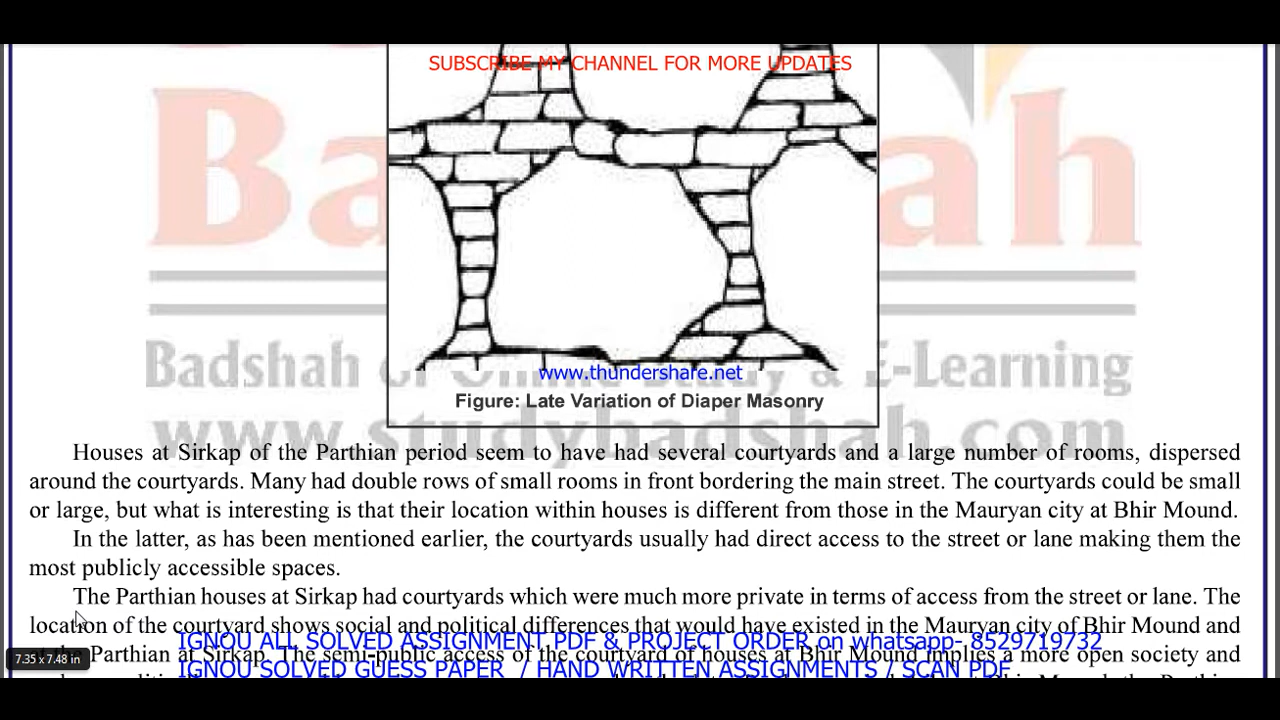 SUBSCRIBE MY CHANNEL FOR MORE UPDATES
Badshah
Badshah of Online Study & E-Learning
www.thundershare.net
Figure: Late Variation of Diaper Masonry
www.studybadshah.com
Houses at Sirkap of the Parthian period seem to have had several courtyards and a large number of rooms, dispersed
around the courtyards. Many had double rows of small rooms in front bordering the main street. The courtyards could be small
or large, but what is interesting is that their location within houses is different from those in the Mauryan city at Bhir Mound.
In the latter, as has been mentioned earlier, the courtyards usually had direct access to the street or lane making them the
most publicly accessible spaces.
The Parthian houses at Sirkap had courtyards which were much more private in terms of access from the street or lane. The
location of the courtyard shows social and political differences that would have existed in the Mauryan city of Bhir Mound and
IGNOU ALL SOLVED ASSIGNMENT PDF & PROJECT ORDER on whatsapp- 8529719732
Parthian at Sirkap. The semi-public access of the courtyard of houses at Bhir Mound implies a more open society and
7.35 x 7.48 in
IGNOU SOLVED GUESS PAPER / HAND WRITTEN ASSIGNMENTS / SCAN PDF